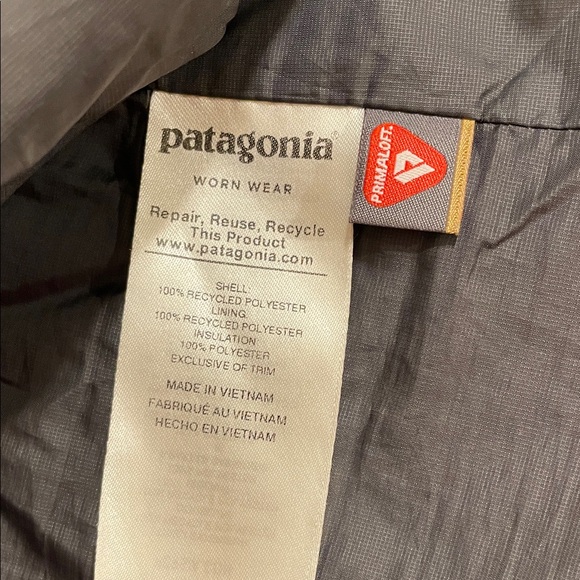 patagonia®
WORN WEAR
Repair, Reuse, Recycle
This Product
www.patagonia.com
SHELL:
100% RECYCLED POLYESTER
LINING:
100% RECYCLED POLYESTER
INSULATION
100% POLYESTER
EXCLUSIVE OF TRIM
MADE IN VIETNAM
FABRIQUÉ AU VIETNAM
HECHO EN VIETNAM
PRIMALOFT.